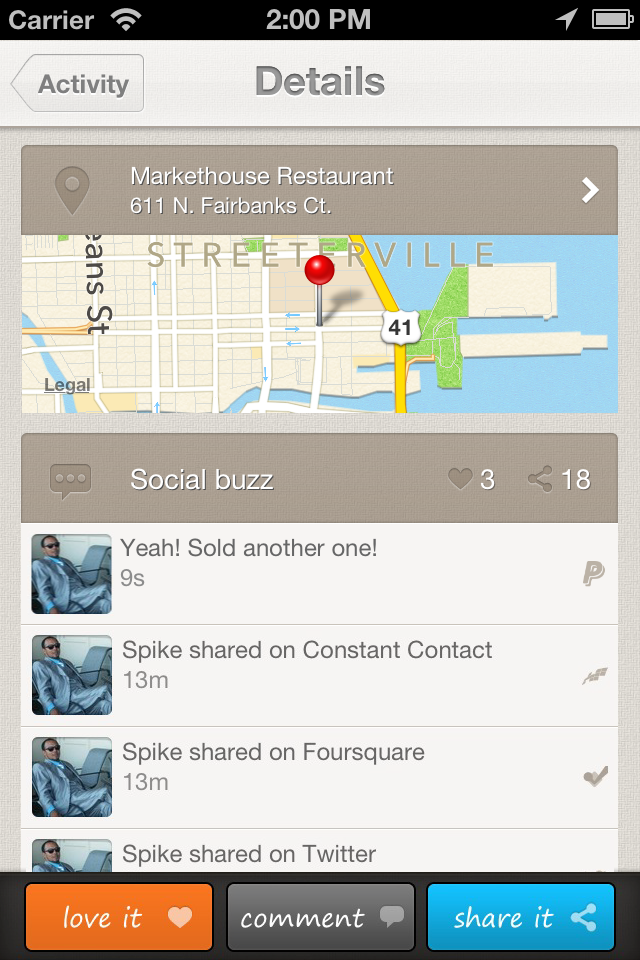 Carrier 2:00 PM
Activity
Details
Markethouse Restaurant
611 N. Fairbanks Ct.
STREETERVILLE
eans St
41
Legal
Social buzz 3 18
Yeah! Sold another one!
9s
Spike shared on Constant Contact
13m
Spike shared on Foursquare
13m
Spike shared on Twitter
love it comment share it